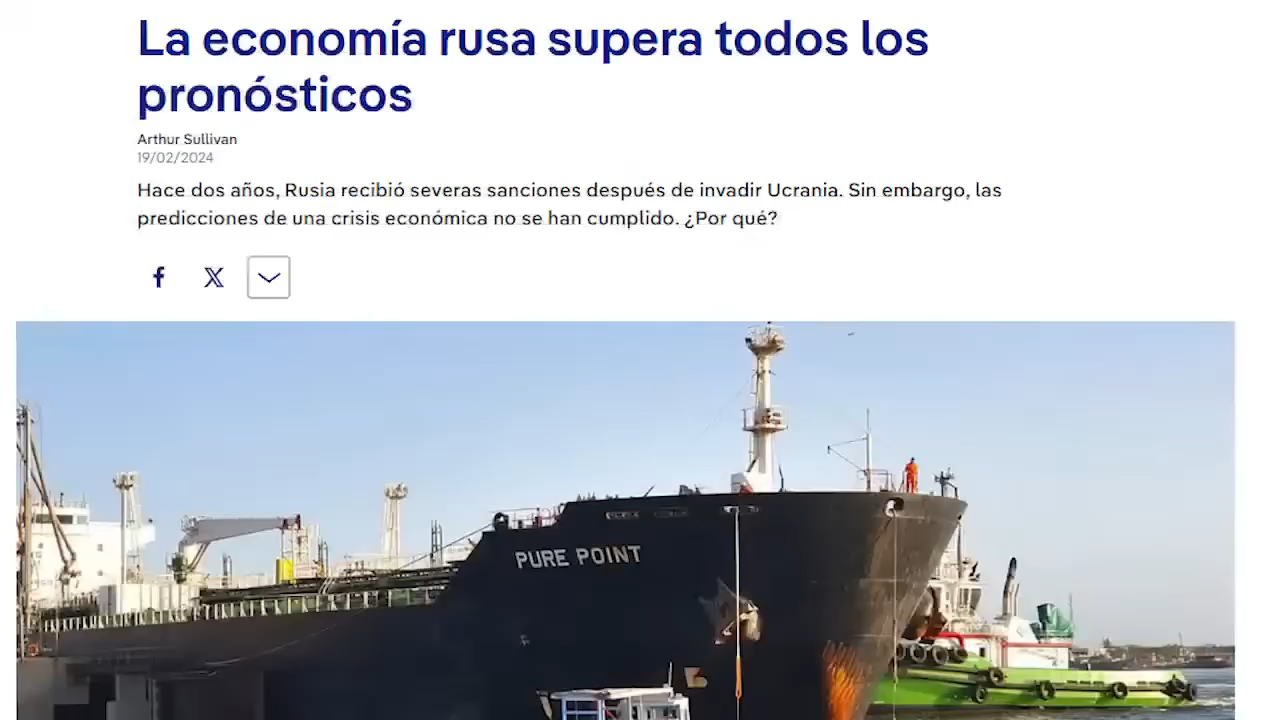 La economía rusa supera todos los
pronósticos
Arthur Sullivan
19/02/2024
Hace dos años, Rusia recibió severas sanciones después de invadir Ucrania. Sin embargo, las
predicciones de una crisis económica no se han cumplido. ¿Por qué?
PURE POINT